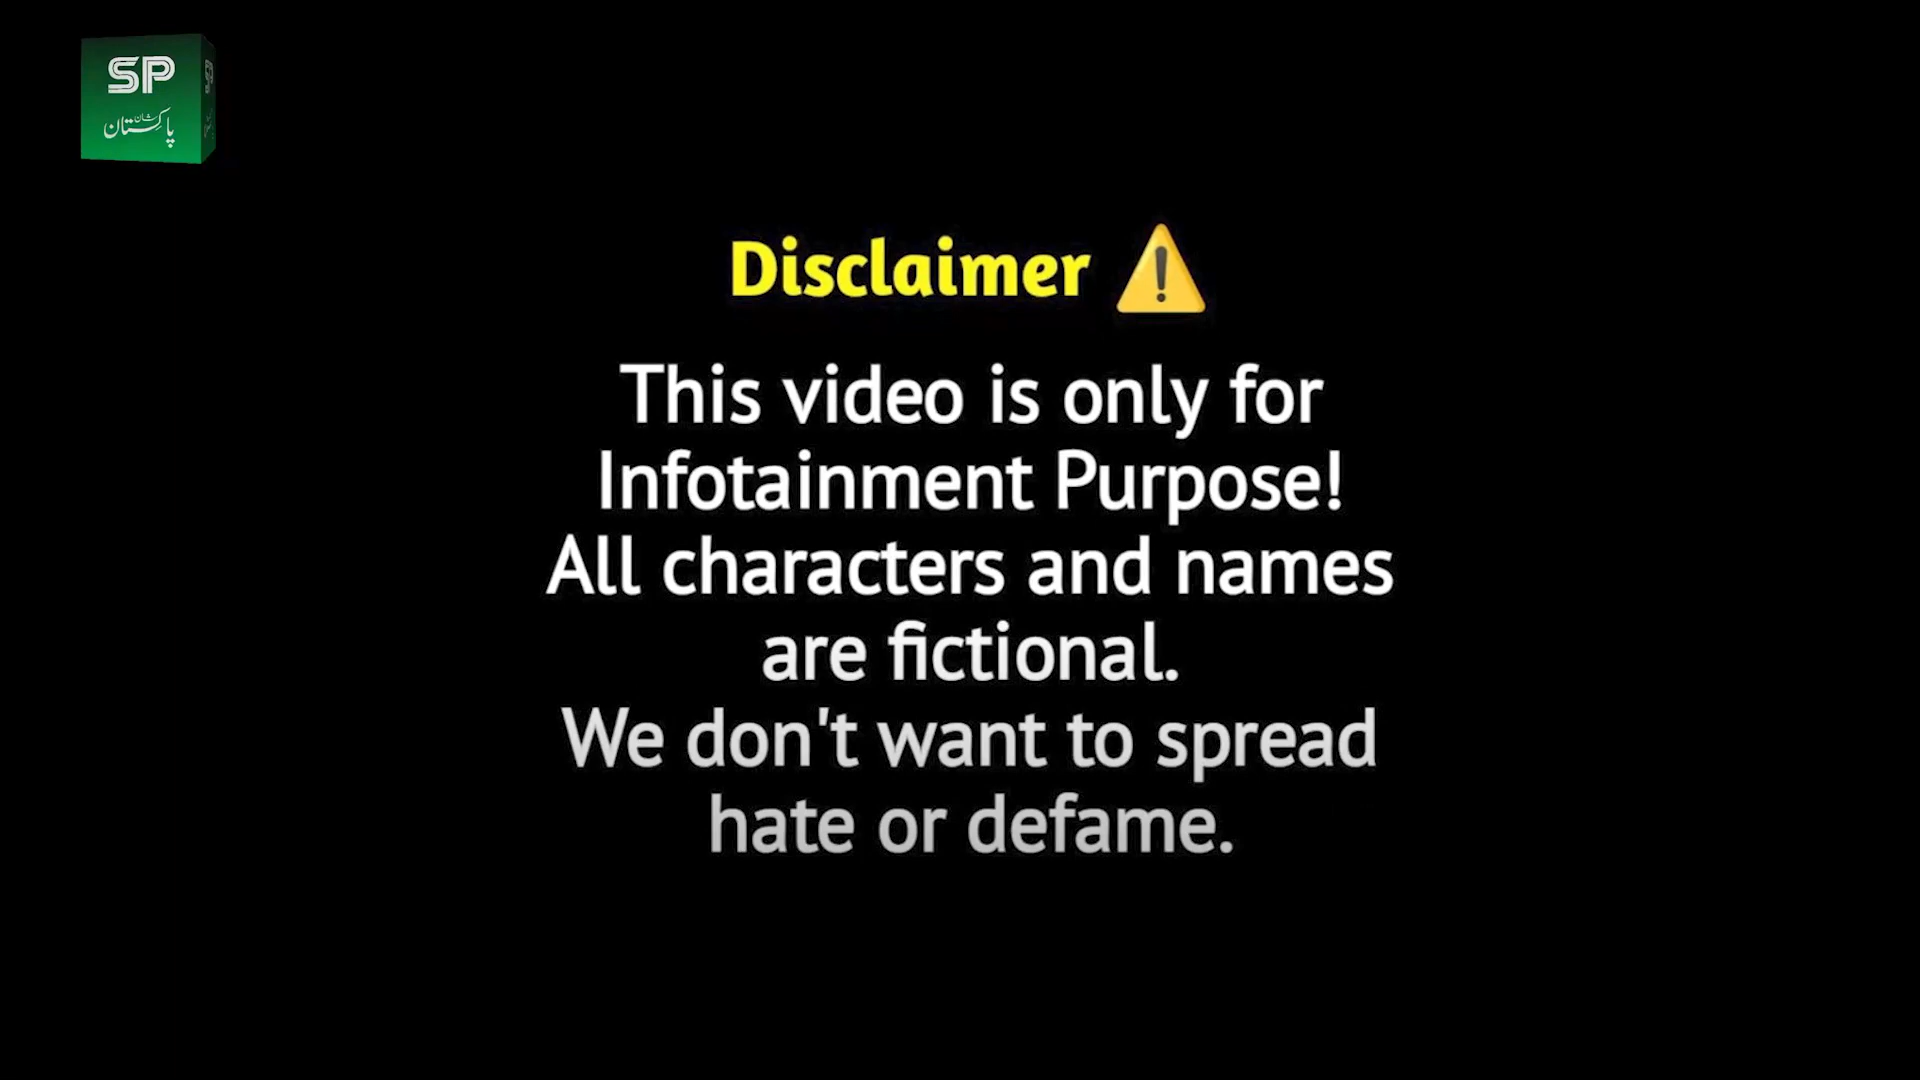 SP
شان
پاکستان
Disclaimer ⚠️
This video is only for
Infotainment Purpose!
All characters and names
are fictional.
We don't want to spread
hate or defame.